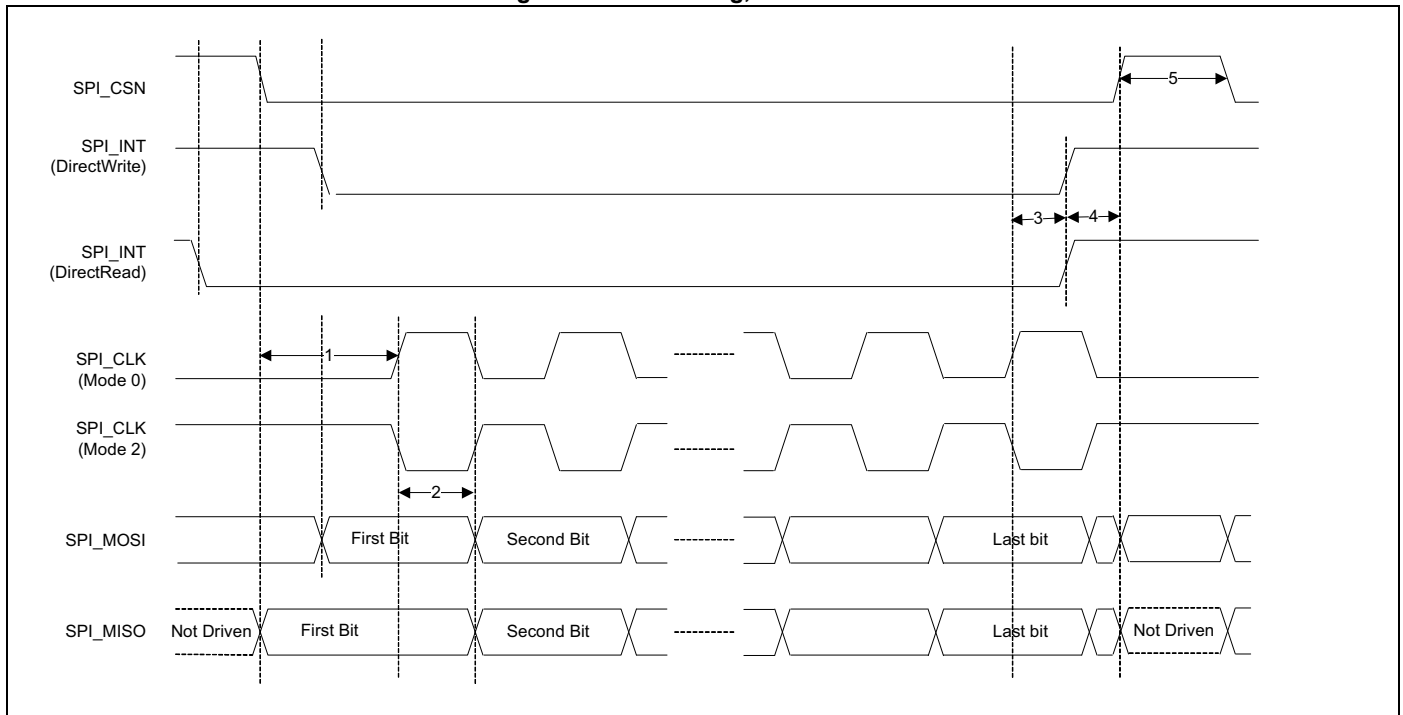 SPI_CSN
5
SPI_INT
(DirectWrite)
3 4
SPI_INT
(DirectRead)
1
SPI_CLK
(Mode 0)
SPI_CLK
(Mode 2)
2
SPI_MOSI First Bit Second Bit Last bit
SPI_MISO Not Driven First Bit Second Bit Last bit Not Driven